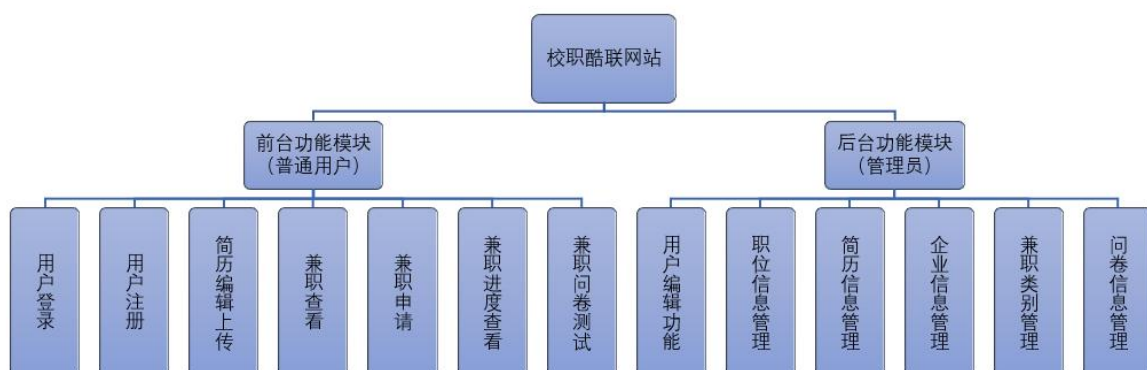 校职酷联网站
前台功能模块
（普通用户）
后台功能模块
（管理员）
用户登录
用户注册
简历编辑上传
兼职查看
兼职申请
兼职进度查看
兼职问卷测试
用户编辑功能
职位信息管理
简历信息管理
企业信息管理
兼职类别管理
问卷信息管理